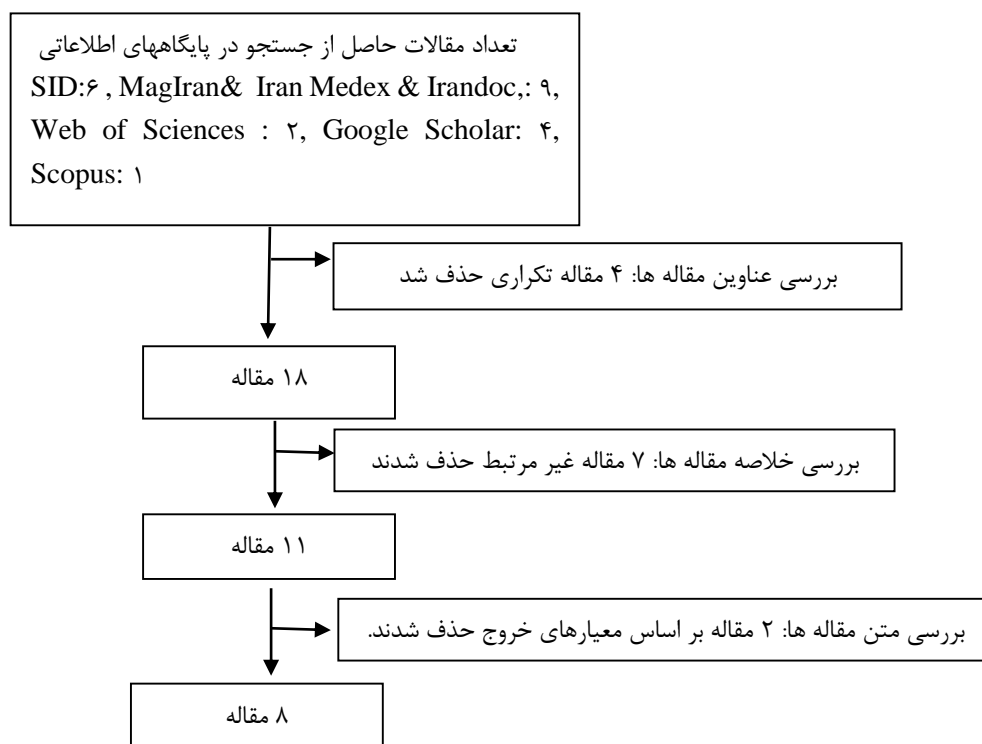 تعداد مقالات حاصل از جستجو در پایگاههای اطلاعاتی
SID:۶ , MagIran& Iran Medex & Irandoc,: ۹,
Web of Sciences : ۲, Google Scholar: ۴,
Scopus: ۱
بررسی عناوین مقاله ها: ۴ مقاله تکراری حذف شد
۱۸ مقاله
بررسی خلاصه مقاله ها: ۷ مقاله غیر مرتبط حذف شدند
۱۱ مقاله
بررسی متن مقاله ها: ۲ مقاله بر اساس معیارهای خروج حذف شدند.
۸ مقاله